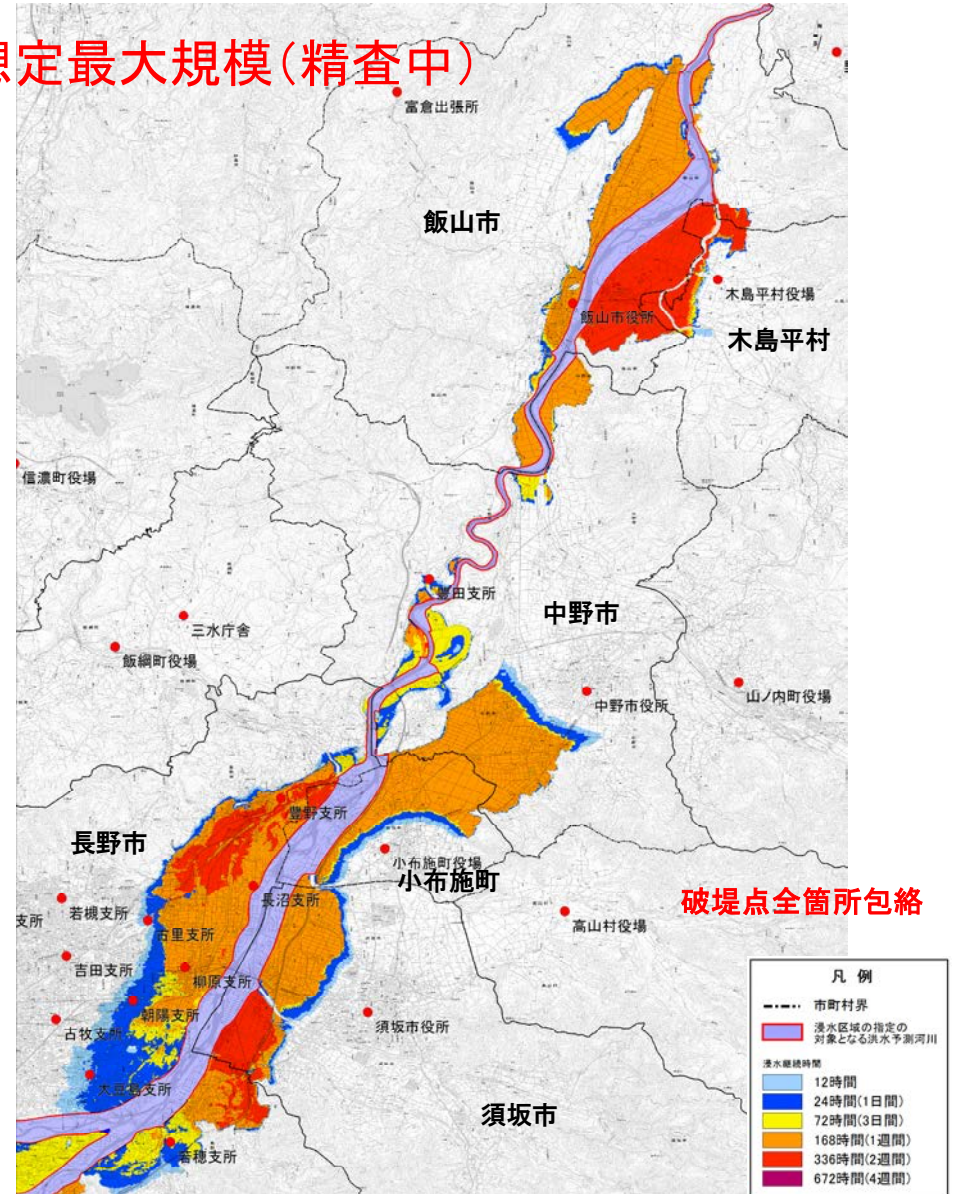 想定最大規模(精査中)
富倉出張所
飯山市
木島平村役場
飯山市役所
木島平村
信濃町役場
豊田支所
中野市
三水庁舎
飯綱町役場
中野市役所
山ノ内町役場
豊野支所
長野市
小布施町役場
小布施町
長沼支所
破堤点全箇所包絡
若槻支所
支所
古里支所
高山村役場
吉田支所
柳原支所
朝陽支所
古牧支所
須坂市役所
大豆島支所
須坂市
若穂支所
凡 例
市町村界
浸水区域の指定の
対象となる洪水予測河川
浸水継続時間
12時間
24時間(1日間)
72時間(3日間)
168時間(1週間)
336時間(2週間)
672時間(4週間)